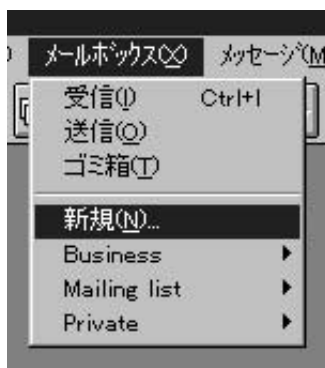 ) メールボックス(X) メッセージ(M
受信(I) Ctrl+I
送信(O)
ゴミ箱(T)
新規(N)...
Business
Mailing list
Private